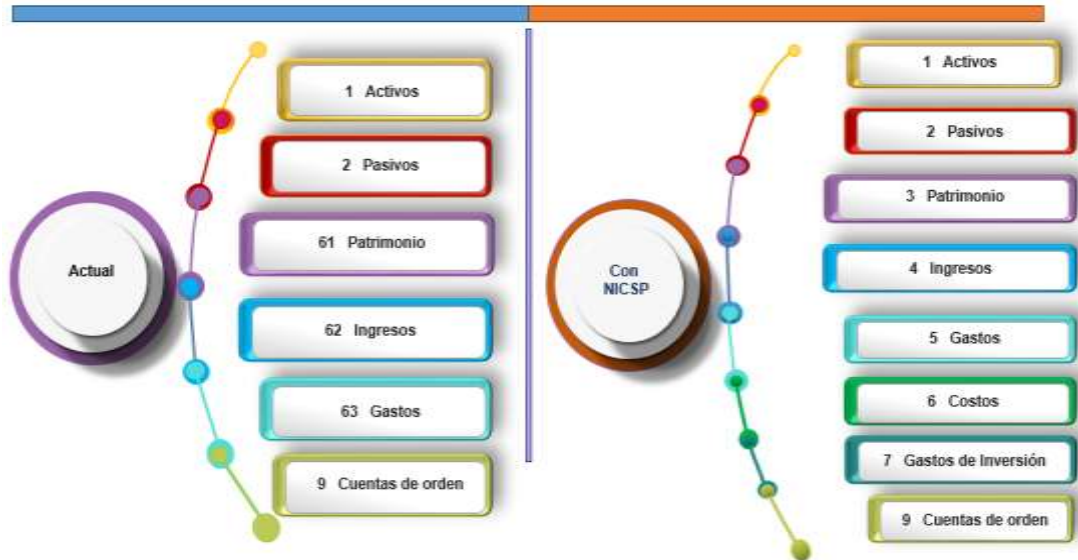 Actual
1 Activos
2 Pasivos
61 Patrimonio
62 Ingresos
63 Gastos
9 Cuentas de orden
Con
NICSP
1 Activos
2 Pasivos
3 Patrimonio
4 Ingresos
5 Gastos
6 Costos
7 Gastos de Inversión
9 Cuentas de orden